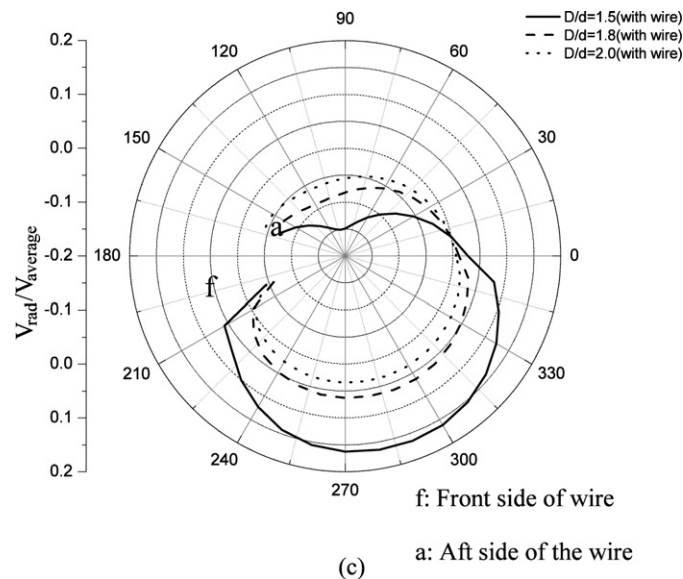 D/d=1.5(with wire)
D/d=1.8(with wire)
D/d=2.0(with wire)
90
120
60
150
30
180
0
210
330
240
300
270
0.2
0.1
0.0
-0.1
-0.2
-0.1
0.0
0.1
0.2
Vrad/Vaverage
a
f
f: Front side of wire
a: Aft side of the wire
(c)